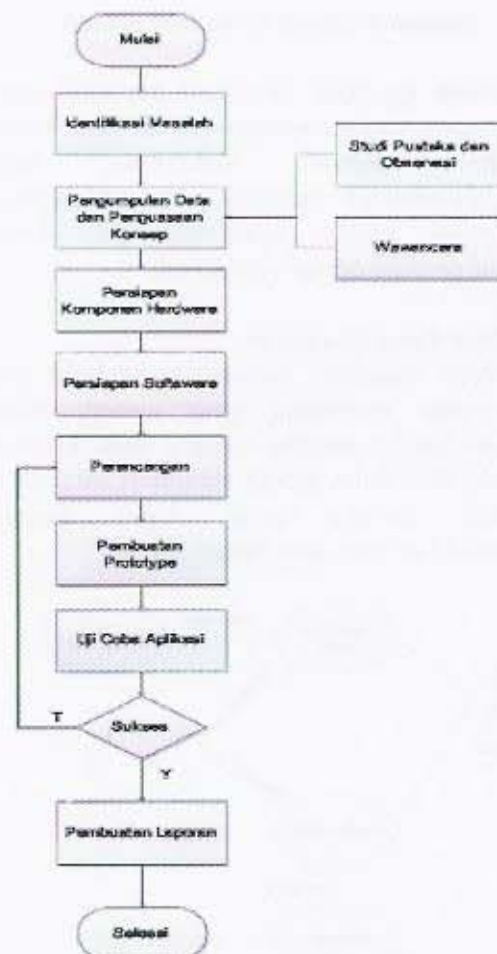 Mulai
Identifikasi Masalah
Studi Pustaka dan
Observasi
Pengumpulan Data
dan Penguasaan
Konsep
Wawancara
Persiapan
Komponen Hardware
Persiapan Software
Perancangan
Pembuatan
Prototype
Uji Coba Aplikasi
T
Sukses
Y
Pembuatan Laporan
Selesai